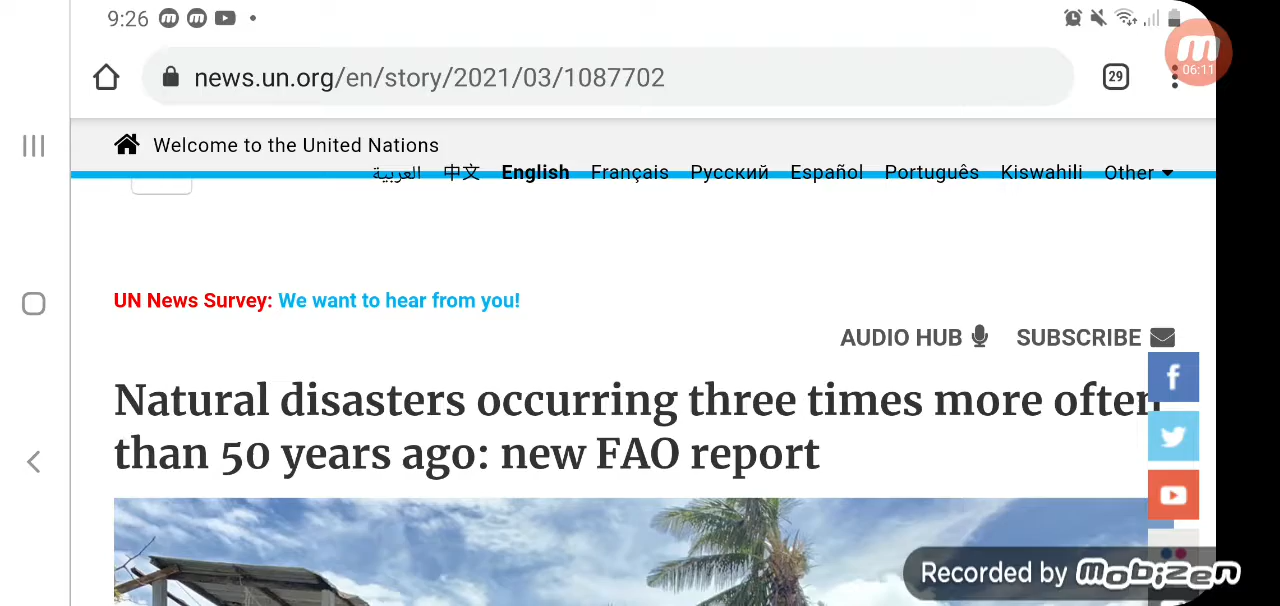 9:26
news.un.org/en/story/2021/03/1087702
29
06:11
Welcome to the United Nations
العربية 中文 English Français Русский Español Português Kiswahili Other
UN News Survey: We want to hear from you!
AUDIO HUB SUBSCRIBE
Natural disasters occurring three times more often
than 50 years ago: new FAO report
Recorded by mobizen